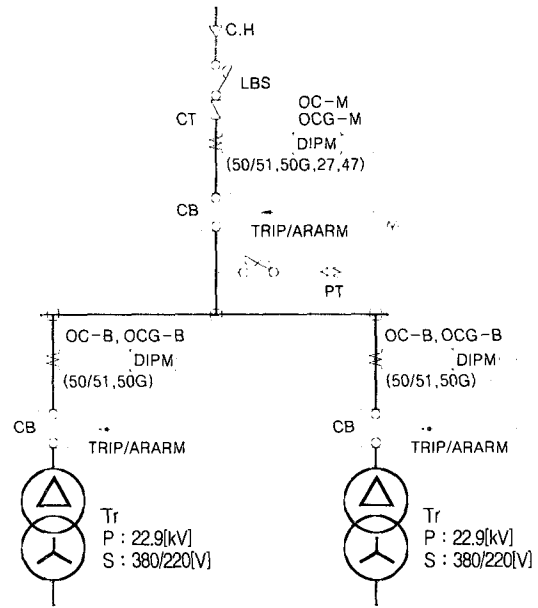 C.H
LBS
OC-M
OCG-M
CT
DIPM
(50/51,50G,27,47)
CB
TRIP/ARARM
PT
OC-B, OCG-B
DIPM
(50/51,50G)
CB
TRIP/ARARM
Tr
P : 22.9[kV]
S : 380/220[V]
OC-B, OCG-B
DIPM
(50/51,50G)
CB
TRIP/ARARM
Tr
P : 22.9[kV]
S : 380/220[V]